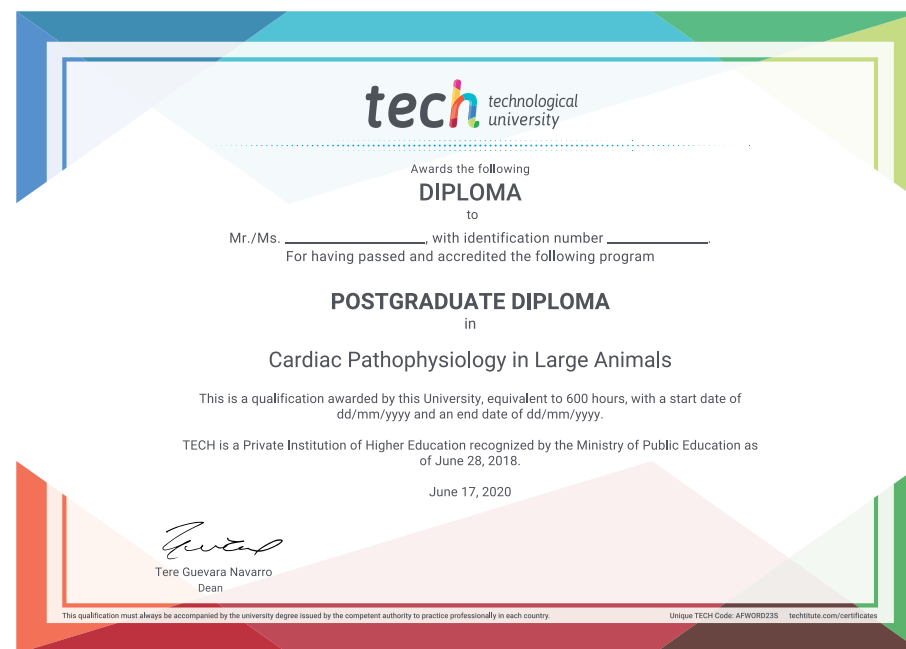 tech technological
university
Awards the following
DIPLOMA
to
Mr./Ms. ____________, with identification number ____________.
For having passed and accredited the following program
POSTGRADUATE DIPLOMA
in
Cardiac Pathophysiology in Large Animals
This is a qualification awarded by this University, equivalent to 600 hours, with a start date of
dd/mm/yyyy and an end date of dd/mm/yyyy.
TECH is a Private Institution of Higher Education recognized by the Ministry of Public Education as
of June 28, 2018.
June 17, 2020
Tere Guevara Navarro
Dean
This qualification must always be accompanied by the university degree issued by the competent authority to practice professionally in each country.
Unique TECH Code: AFWORD23S techtitute.com/certificates